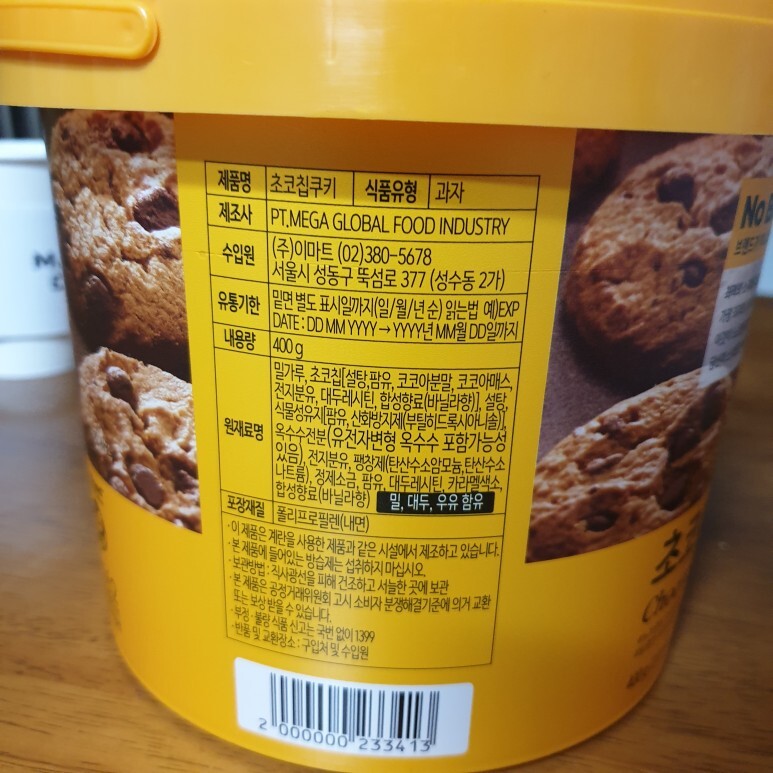 제품명 초코칩쿠키 식품유형 과자
제조사 PT.MEGA GLOBAL FOOD INDUSTRY
수입원 (주)이마트 (02)380-5678
서울시 성동구 뚝섬로 377 (성수동 2가)
유통기한 밑면 별도 표시일까지(일/월/년 순) 읽는법 예)EXP
DATE : DD MM YYYY → YYYY년 MM월 DD일까지
내용량 400 g
원재료명 밀가루, 초코칩[설탕,팜유, 코코아분말, 코코아매스,
전지분유, 대두레시틴, 합성향료(바닐라향)], 설탕,
식물성유지[팜유, 산화방지제(부틸히드록시아니솔)],
옥수수전분(유전자변형 옥수수 포함가능성
있음), 전지분유, 팽창제(탄산수소암모늄,탄산수소
나트륨), 정제소금, 팜유, 대두레시틴, 카라멜색소,
합성향료(바닐라향) 밀, 대두, 우유 함유
포장재질 폴리프로필렌(내면)
·이 제품은 계란을 사용한 제품과 같은 시설에서 제조하고 있습니다.
·본 제품에 들어있는 방습제는 섭취하지 마십시오.
·보관방법 : 직사광선을 피해 건조하고 서늘한 곳에 보관
·본 제품은 공정거래위원회 고시 소비자 분쟁해결기준에 의거 교환
또는 보상 받을 수 있습니다.
·부정·불량 식품 신고는 국번 없이 1399
·반품 및 교환장소 : 구입처 및 수입원
2 000000 233413
No
초
Choc